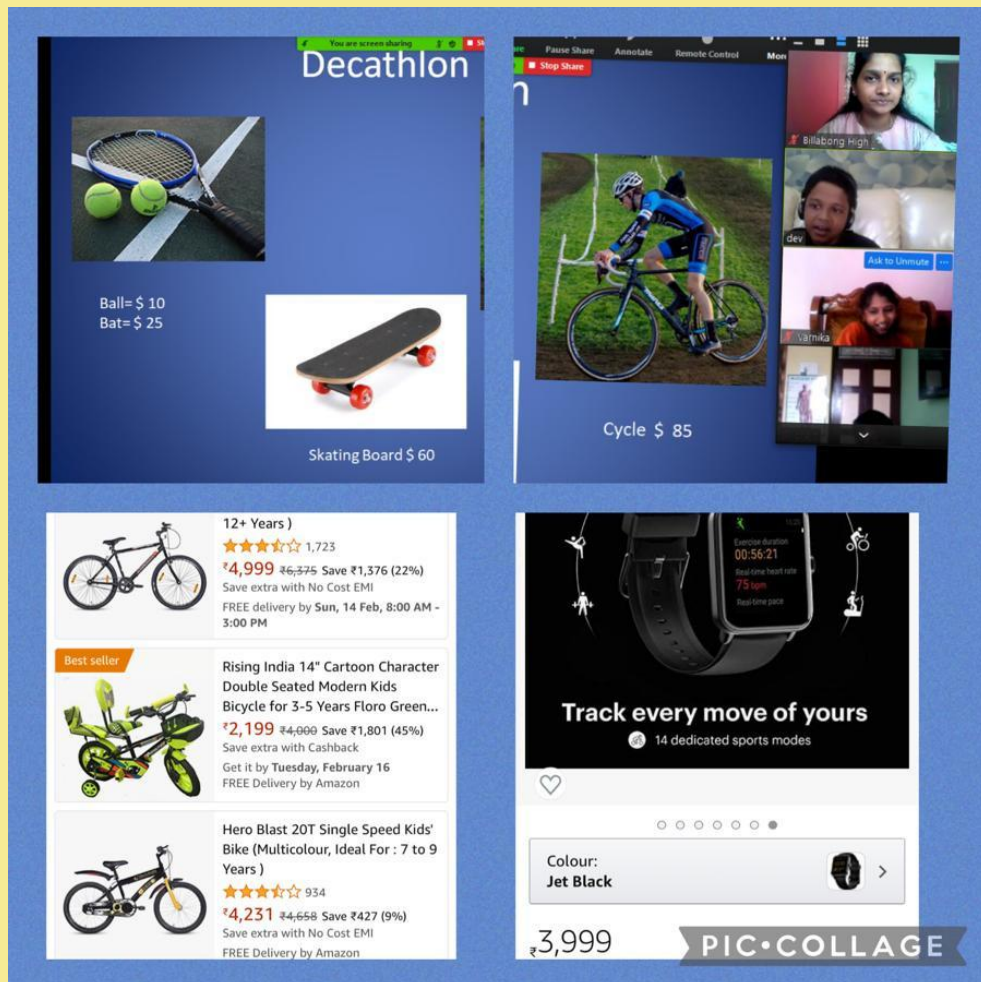 You are screen sharing
Decathlon
Ball= $ 10
Bat= $ 25
Skating Board $ 60
Pause Share
Annotate
Remote Control
Stop Share
n
Billabong High
dev
Ask to Unmute
Varnika
Cycle $ 85
12+ Years )
1,723
₹4,999 ₹6,375 Save ₹1,376 (22%)
Save extra with No Cost EMI
FREE delivery by Sun, 14 Feb, 8:00 AM -
3:00 PM
Best seller
Rising India 14" Cartoon Character
Double Seated Modern Kids
Bicycle for 3-5 Years Floro Green...
₹2,199 ₹4,000 Save ₹1,801 (45%)
Save extra with Cashback
Get it by Tuesday, February 16
FREE Delivery by Amazon
Hero Blast 20T Single Speed Kids'
Bike (Multicolour, Ideal For : 7 to 9
Years )
934
₹4,231 ₹4,658 Save ₹427 (9%)
Save extra with No Cost EMI
FREE Delivery by Amazon
Exercise duration
00:56:21
Real-time heart rate
75 bpm
Real-time pace
Track every move of yours
14 dedicated sports modes
Colour:
Jet Black
₹3,999
PIC•COLLAGE